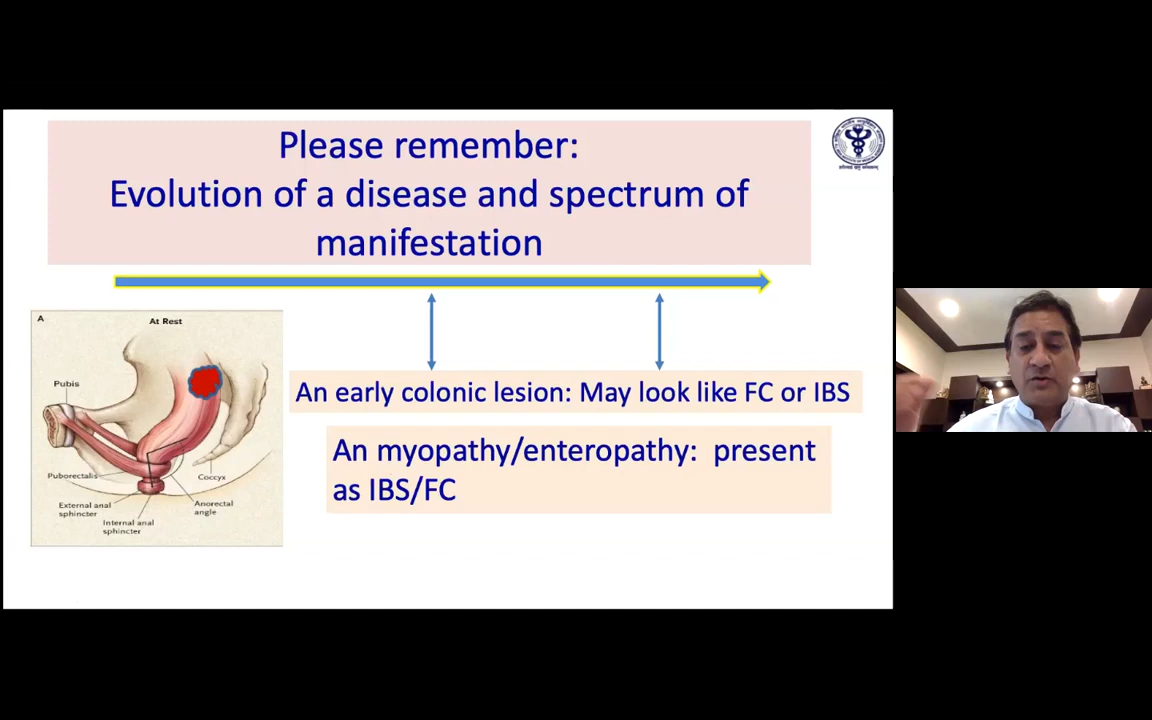 Please remember:
Evolution of a disease and spectrum of
manifestation
A
At Rest
Pubis
Puborectalis
Coccyx
External anal
sphincter
Internal anal
sphincter
Anorectal
angle
An early colonic lesion: May look like FC or IBS
An myopathy/enteropathy: present
as IBS/FC